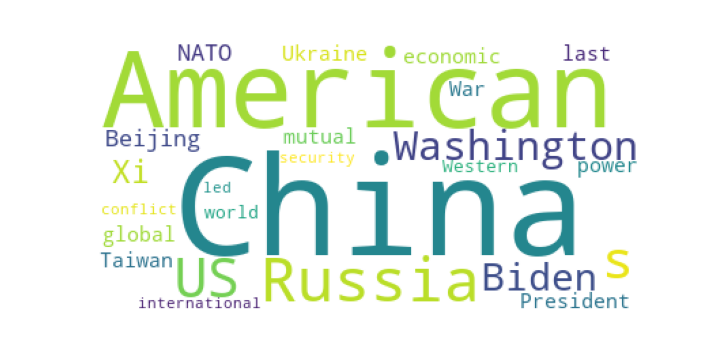 NATO Ukraine economic last
American
War
Beijing mutual Washington
security Western power
Xi
China
led
conflict world
global
Taiwan US Russia Biden s
international President